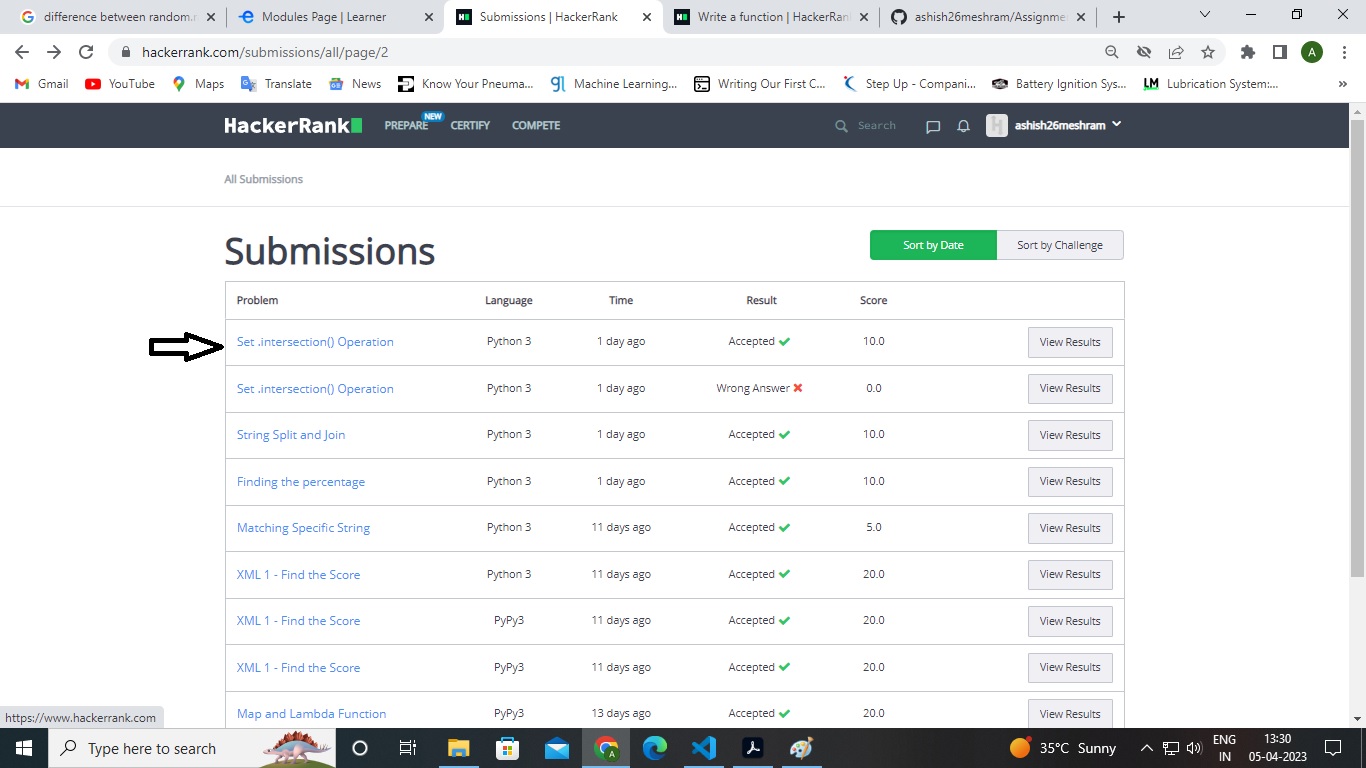 difference between random.r
Modules Page | Learner
Submissions | HackerRank
Write a function | HackerRan
ashish26meshram/Assignme
hackerrank.com/submissions/all/page/2
A
Gmail
YouTube
Maps
Translate
News
Know Your Pneuma...
Machine Learning...
Writing Our First C...
Step Up - Compani...
Battery Ignition Sys...
LM Lubrication System:...
»
HackerRank
PREPARE NEW
CERTIFY
COMPETE
Search
ashish26meshram
All Submissions
Submissions
Sort by Date
Sort by Challenge
Problem Language Time Result Score
Set .intersection() Operation Python 3 1 day ago Accepted 10.0 View Results
Set .intersection() Operation Python 3 1 day ago Wrong Answer 0.0 View Results
String Split and Join Python 3 1 day ago Accepted 10.0 View Results
Finding the percentage Python 3 1 day ago Accepted 10.0 View Results
Matching Specific String Python 3 11 days ago Accepted 5.0 View Results
XML 1 - Find the Score Python 3 11 days ago Accepted 20.0 View Results
XML 1 - Find the Score PyPy3 11 days ago Accepted 20.0 View Results
XML 1 - Find the Score PyPy3 11 days ago Accepted 20.0 View Results
Map and Lambda Function PyPy3 13 days ago Accepted 20.0 View Results
https://www.hackerrank.com
Type here to search
35°C Sunny
ENG
IN
13:30
05-04-2023